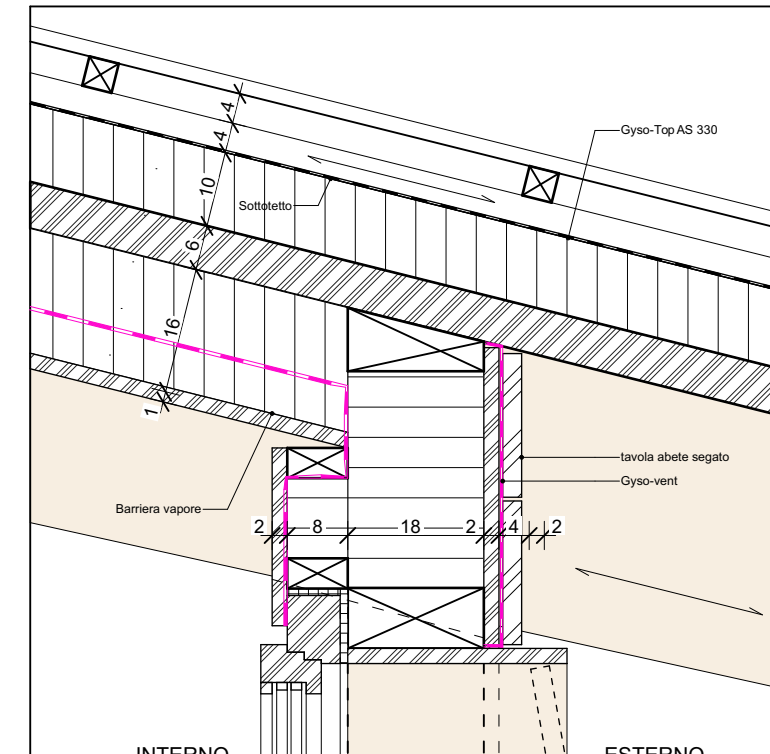 4
4
Gyso-Top AS 330
10
Sottotetto
6
16
1
tavola abete segato
Gyso-vent
Barriera vapore
2 8 18 2 4 2
INTERNO
ESTERNO